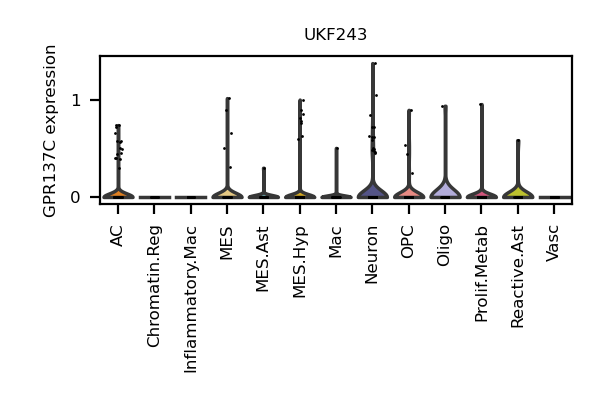 UKF243
GPR137C expression
1
0
AC
Chromatin.Reg
Inflammatory.Mac
MES
MES.Ast
MES.Hyp
Mac
Neuron
OPC
Oligo
Prolif.Metab
Reactive.Ast
Vasc